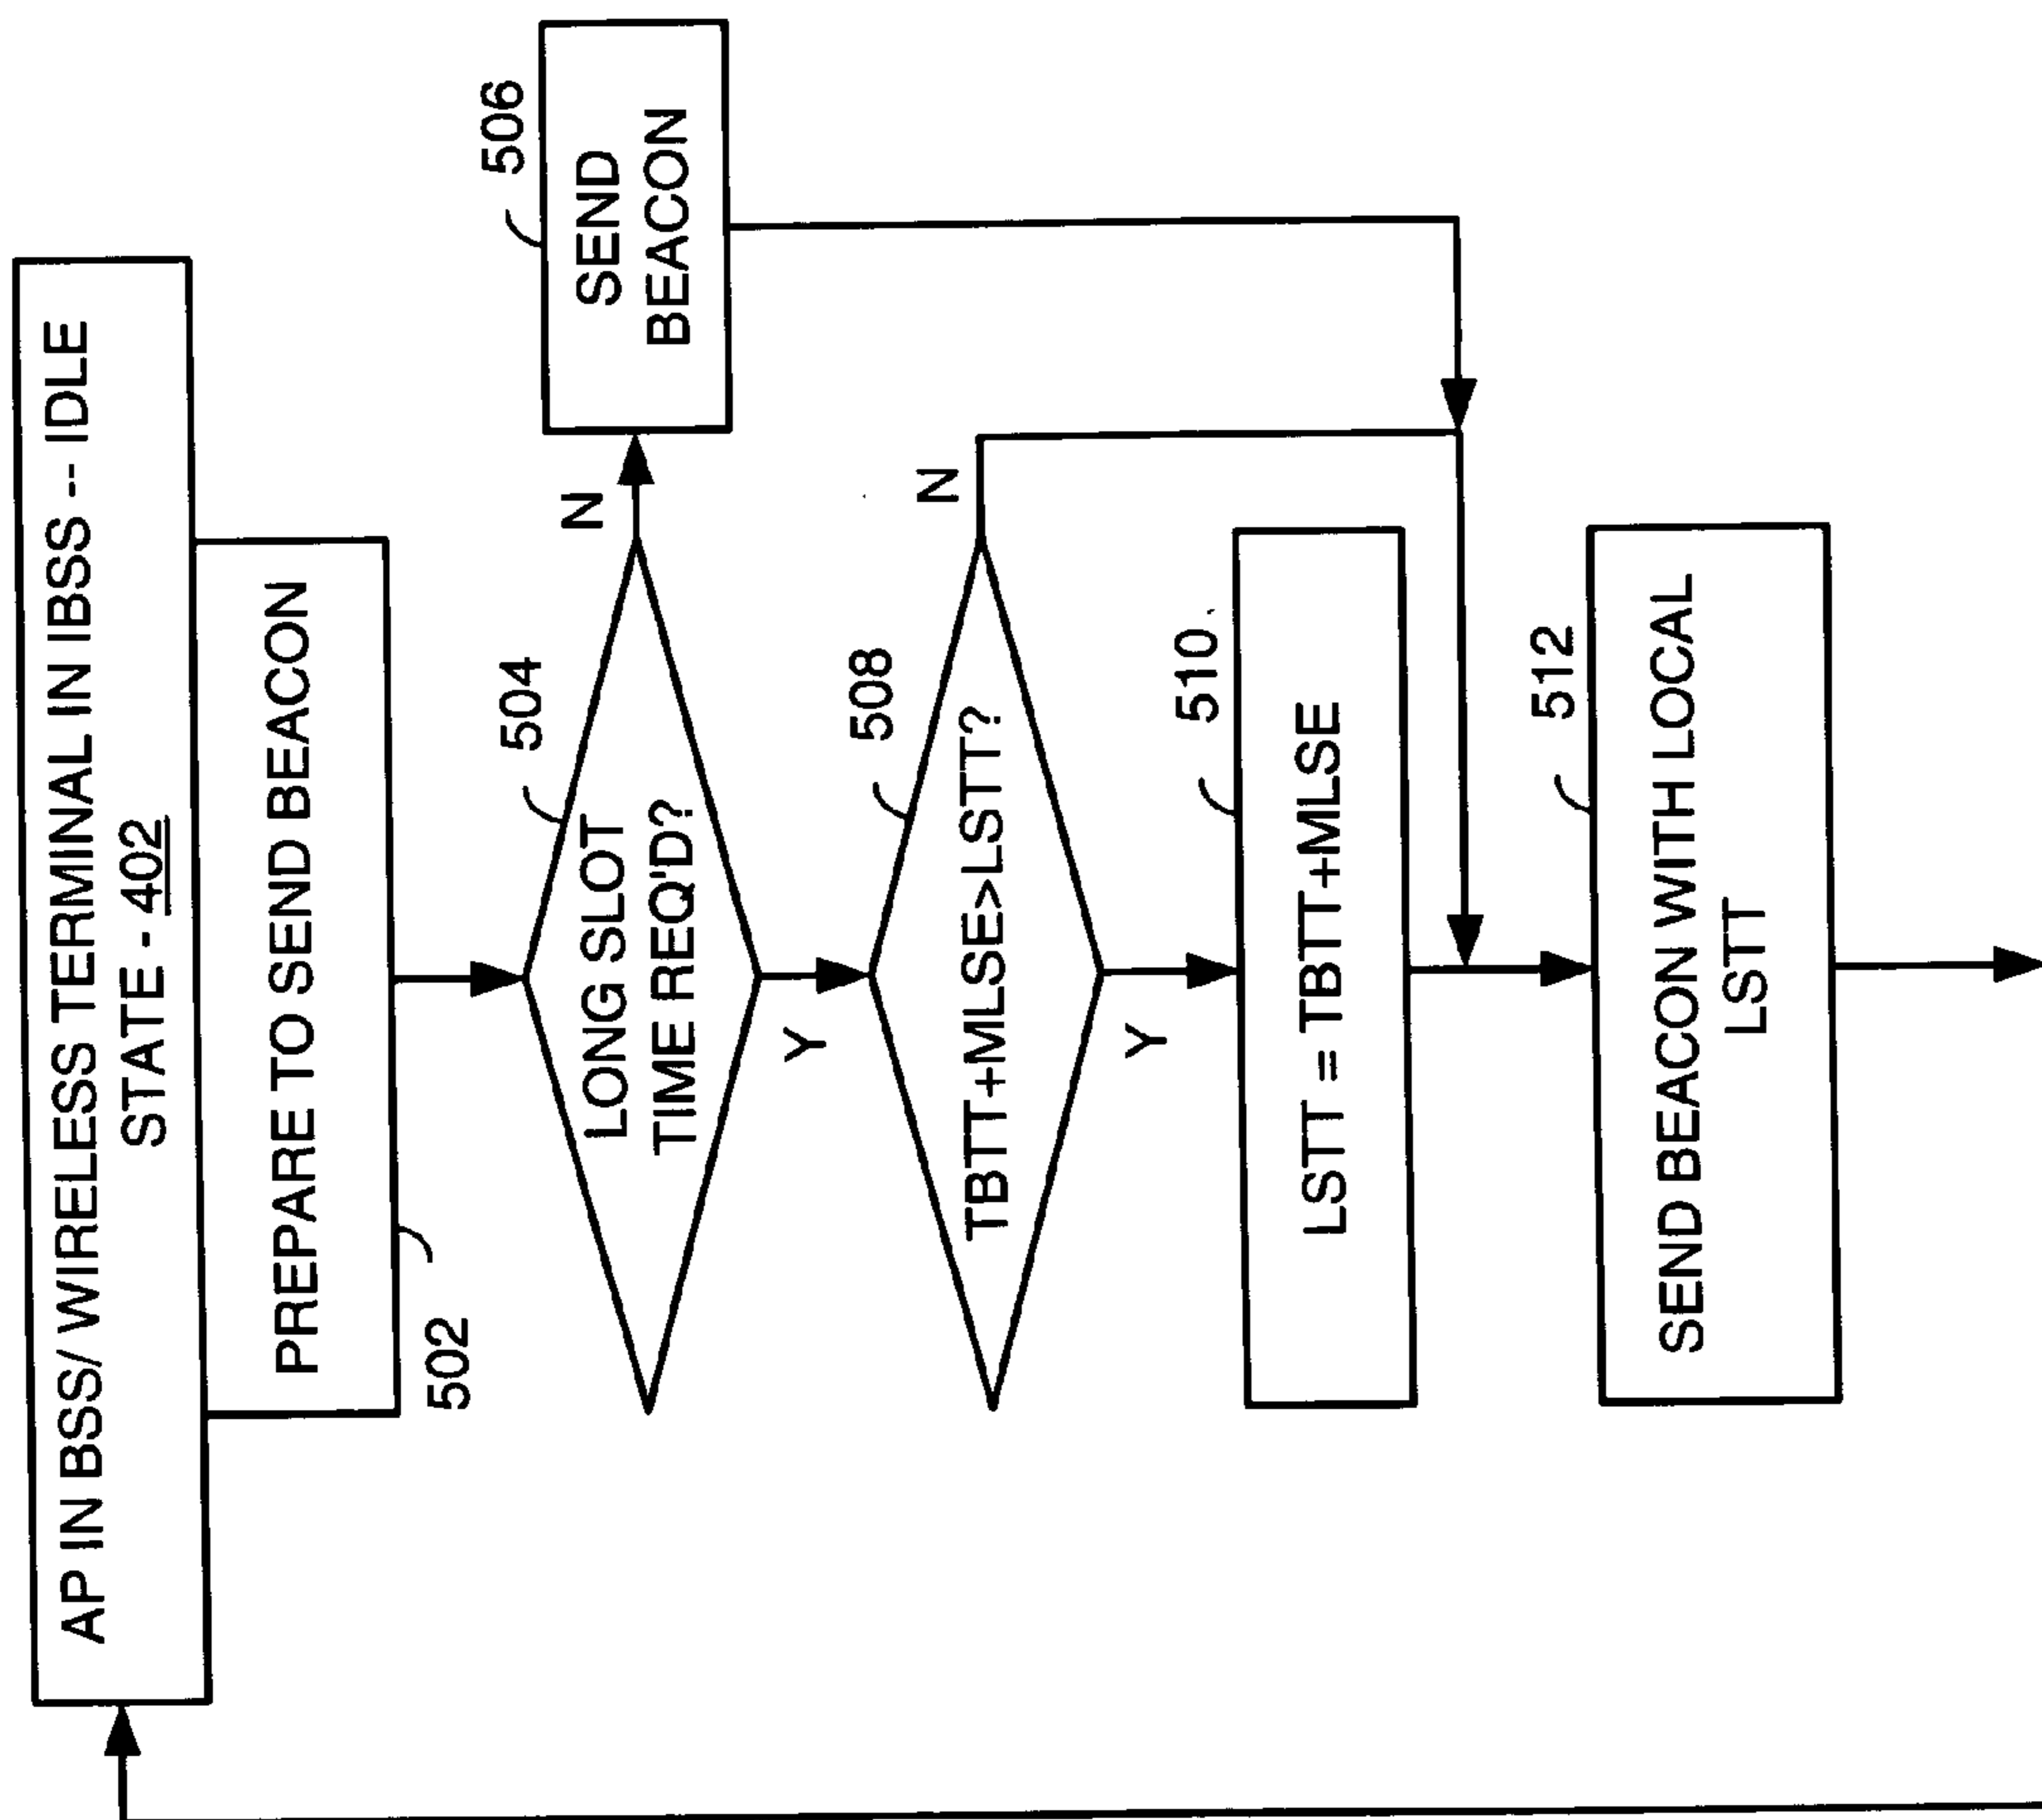 AP IN BSS/ WIRELESS TERMINAL IN IBSS -- IDLE
STATE - 402
PREPARE TO SEND BEACON
502
504
LONG SLOT
TIME REQ'D?
N
506
SEND
BEACON
Y
508
TBTT+MLSE>LSTT?
N
Y
510
LSTT = TBTT+MLSE
512
SEND BEACON WITH LOCAL
LSTT